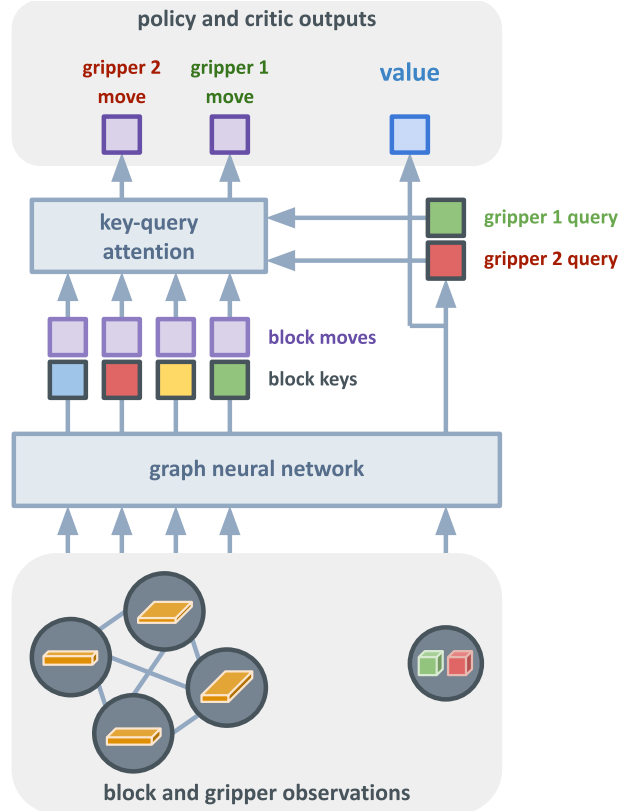 policy and critic outputs
gripper 2
move
gripper 1
move
value
key-query
attention
gripper 1 query
gripper 2 query
block moves
block keys
graph neural network
block and gripper observations